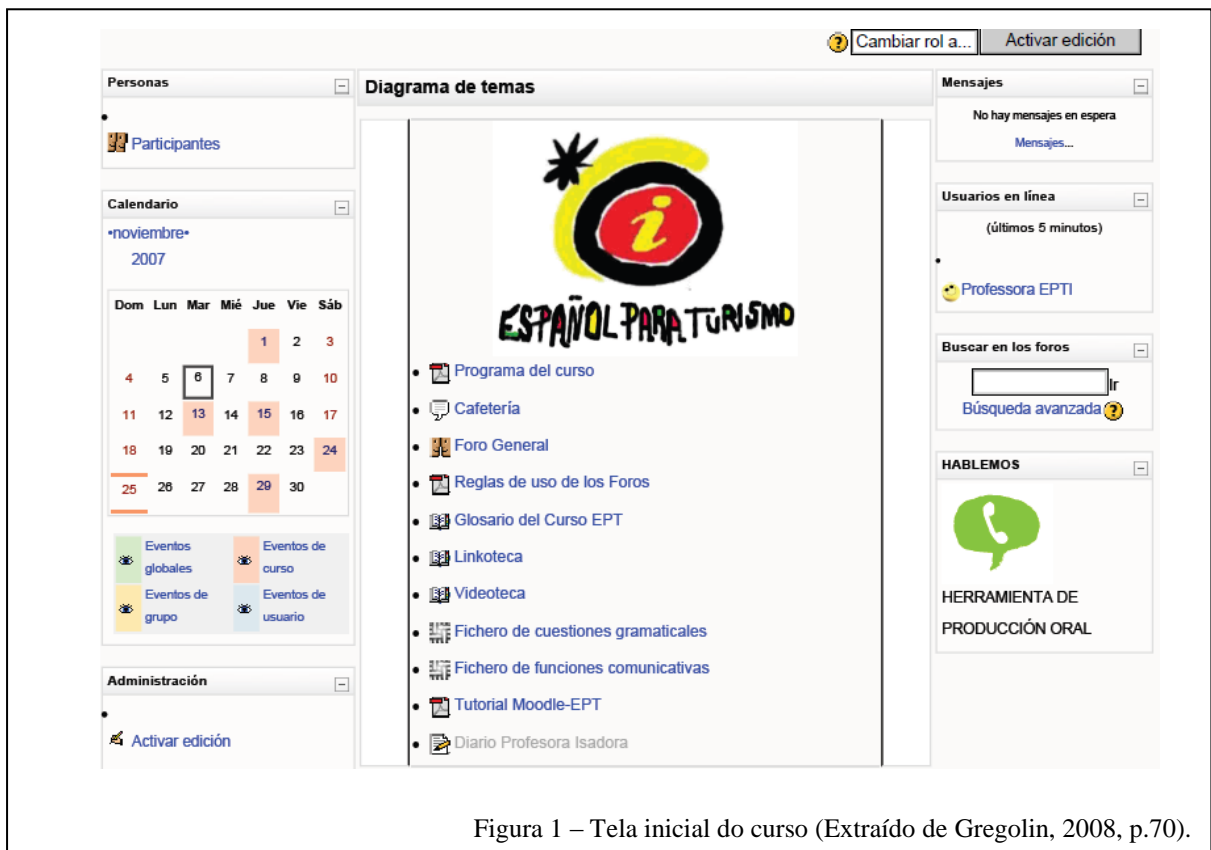 Cambiar rol a... Activar edición
Personas
Participantes
Calendario
•noviembre•
2007
Dom Lun Mar Mié Jue Vie Sáb
1 2 3
4 5 6 7 8 9 10
11 12 13 14 15 16 17
18 19 20 21 22 23 24
25 26 27 28 29 30
Eventos globales
Eventos de curso
Eventos de grupo
Eventos de usuario
Administración
Activar edición
Diagrama de temas
i
ESPAÑOL PARA TURISMO
Programa del curso
Cafetería
Foro General
Reglas de uso de los Foros
Glosario del Curso EPT
Linkoteca
Videoteca
Fichero de cuestiones gramaticales
Fichero de funciones comunicativas
Tutorial Moodle-EPT
Diario Profesora Isadora
Mensajes
No hay mensajes en espera
Mensajes...
Usuarios en línea
(últimos 5 minutos)
Professora EPTI
Buscar en los foros
Ir
Búsqueda avanzada
HABLEMOS
HERRAMIENTA DE
PRODUCCIÓN ORAL
Figura 1 – Tela inicial do curso (Extraído de Gregolin, 2008, p.70).